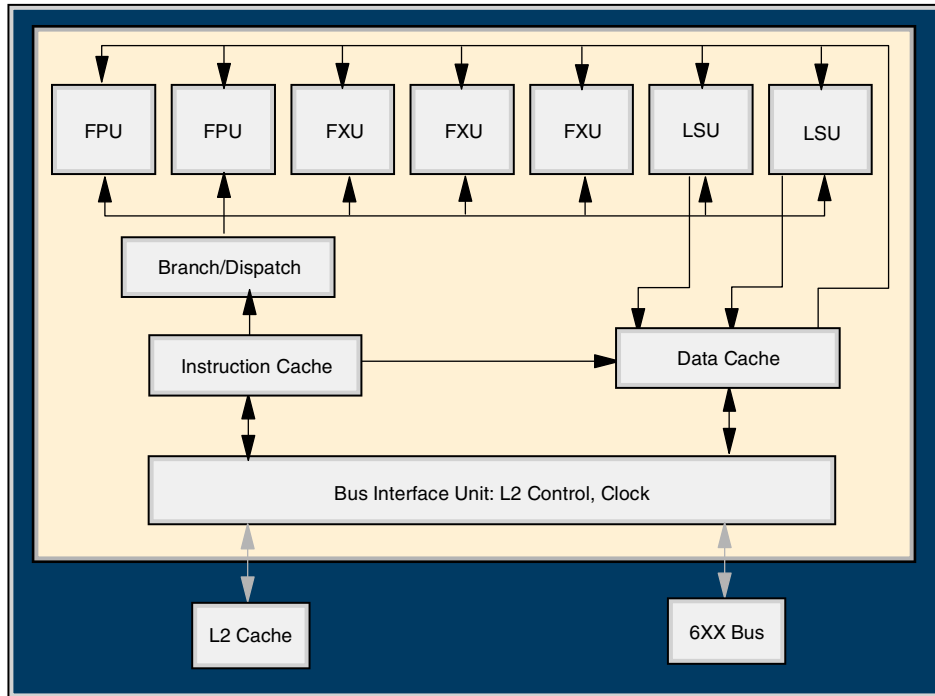 FPU
FPU
FXU
FXU
FXU
LSU
LSU
Branch/Dispatch
Instruction Cache
Data Cache
Bus Interface Unit: L2 Control, Clock
L2 Cache
6XX Bus